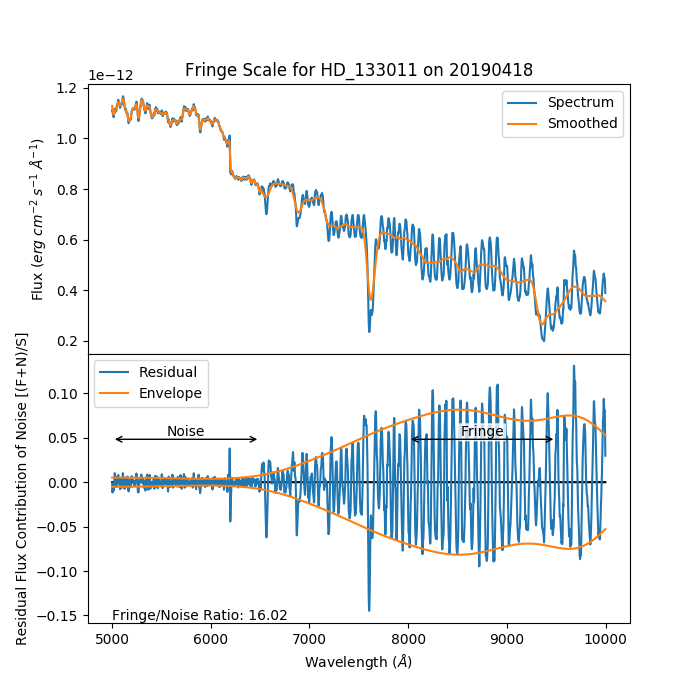 Fringe Scale for HD_133011 on 20190418
1e−12
Spectrum
Smoothed
1.2
1.0
0.8
0.6
0.4
0.2
Flux (erg cm⁻² s⁻¹ Å⁻¹)
Residual
Envelope
Noise
Fringe
0.10
0.05
0.00
−0.05
−0.10
−0.15
Residual Flux Contribution of Noise [(F+N)/S]
Fringe/Noise Ratio: 16.02
5000 6000 7000 8000 9000 10000
Wavelength (Å)